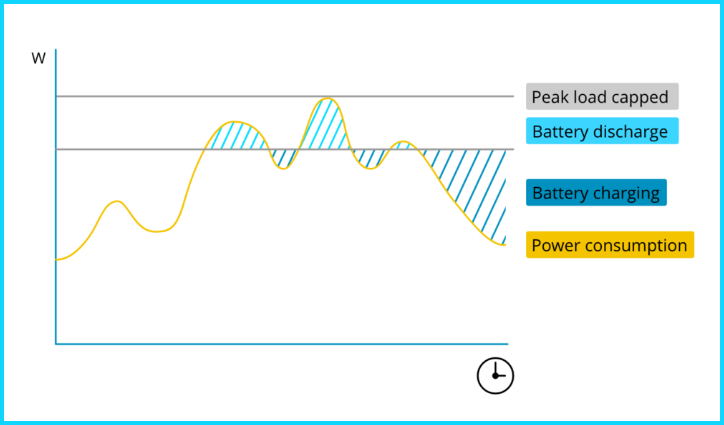 W
Peak load capped
Battery discharge
Battery charging
Power consumption